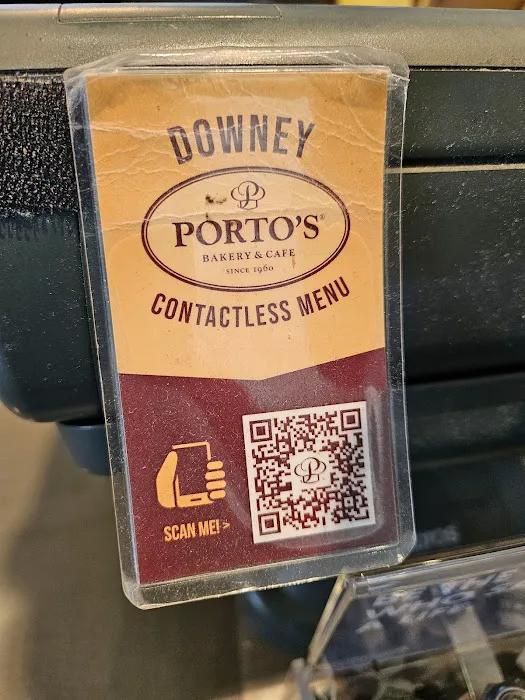 DOWNEY
PORTO'S®
BAKERY & CAFE
SINCE 1960
CONTACTLESS MENU
SCAN ME! >